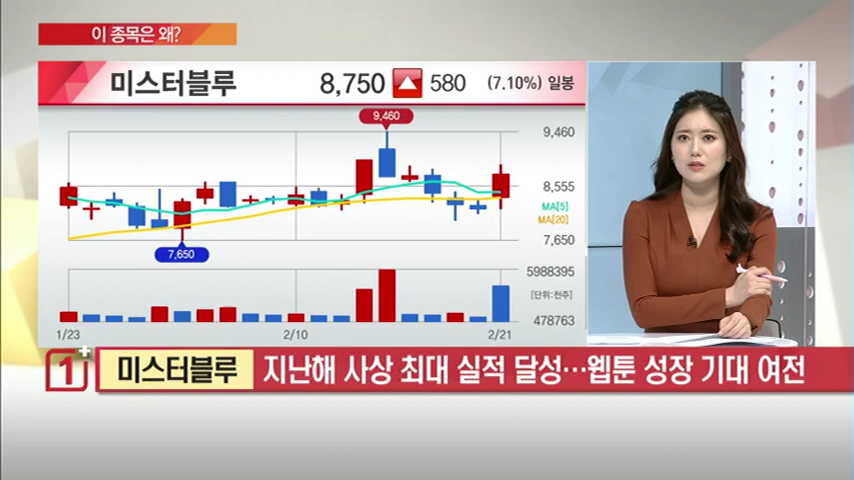 이 종목은 왜?
미스터블루 8,750 580 (7.10%) 일봉
9,460
9,460
8,555
MA[5]
MA[20]
7,650
7,650
5988395
[단위:천주]
478763
1/23 2/10 2/21
1+ 미스터블루 지난해 사상 최대 실적 달성…웹툰 성장 기대 여전